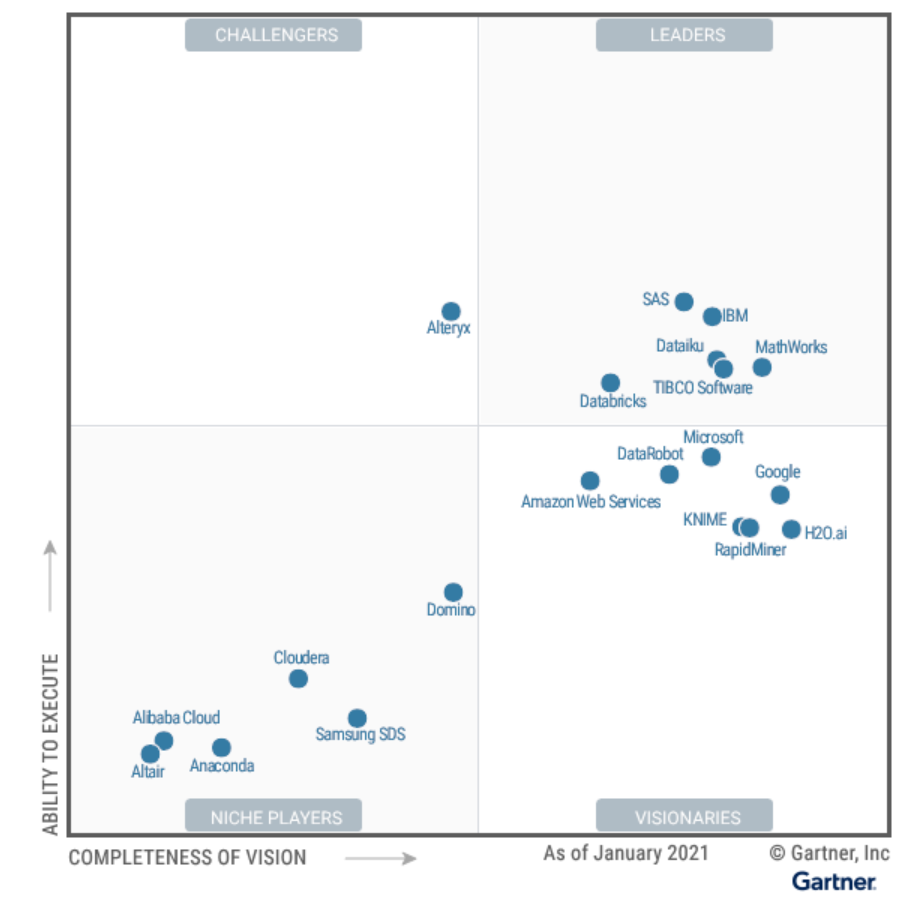 CHALLENGERS
LEADERS
SAS
IBM
Alteryx
Dataiku
MathWorks
TIBCO Software
Databricks
Microsoft
DataRobot
Google
Amazon Web Services
KNIME
H2O.ai
RapidMiner
Domino
Cloudera
Alibaba Cloud
Samsung SDS
Altair
Anaconda
NICHE PLAYERS
VISIONARIES
ABILITY TO EXECUTE
COMPLETENESS OF VISION
As of January 2021
© Gartner, Inc
Gartner